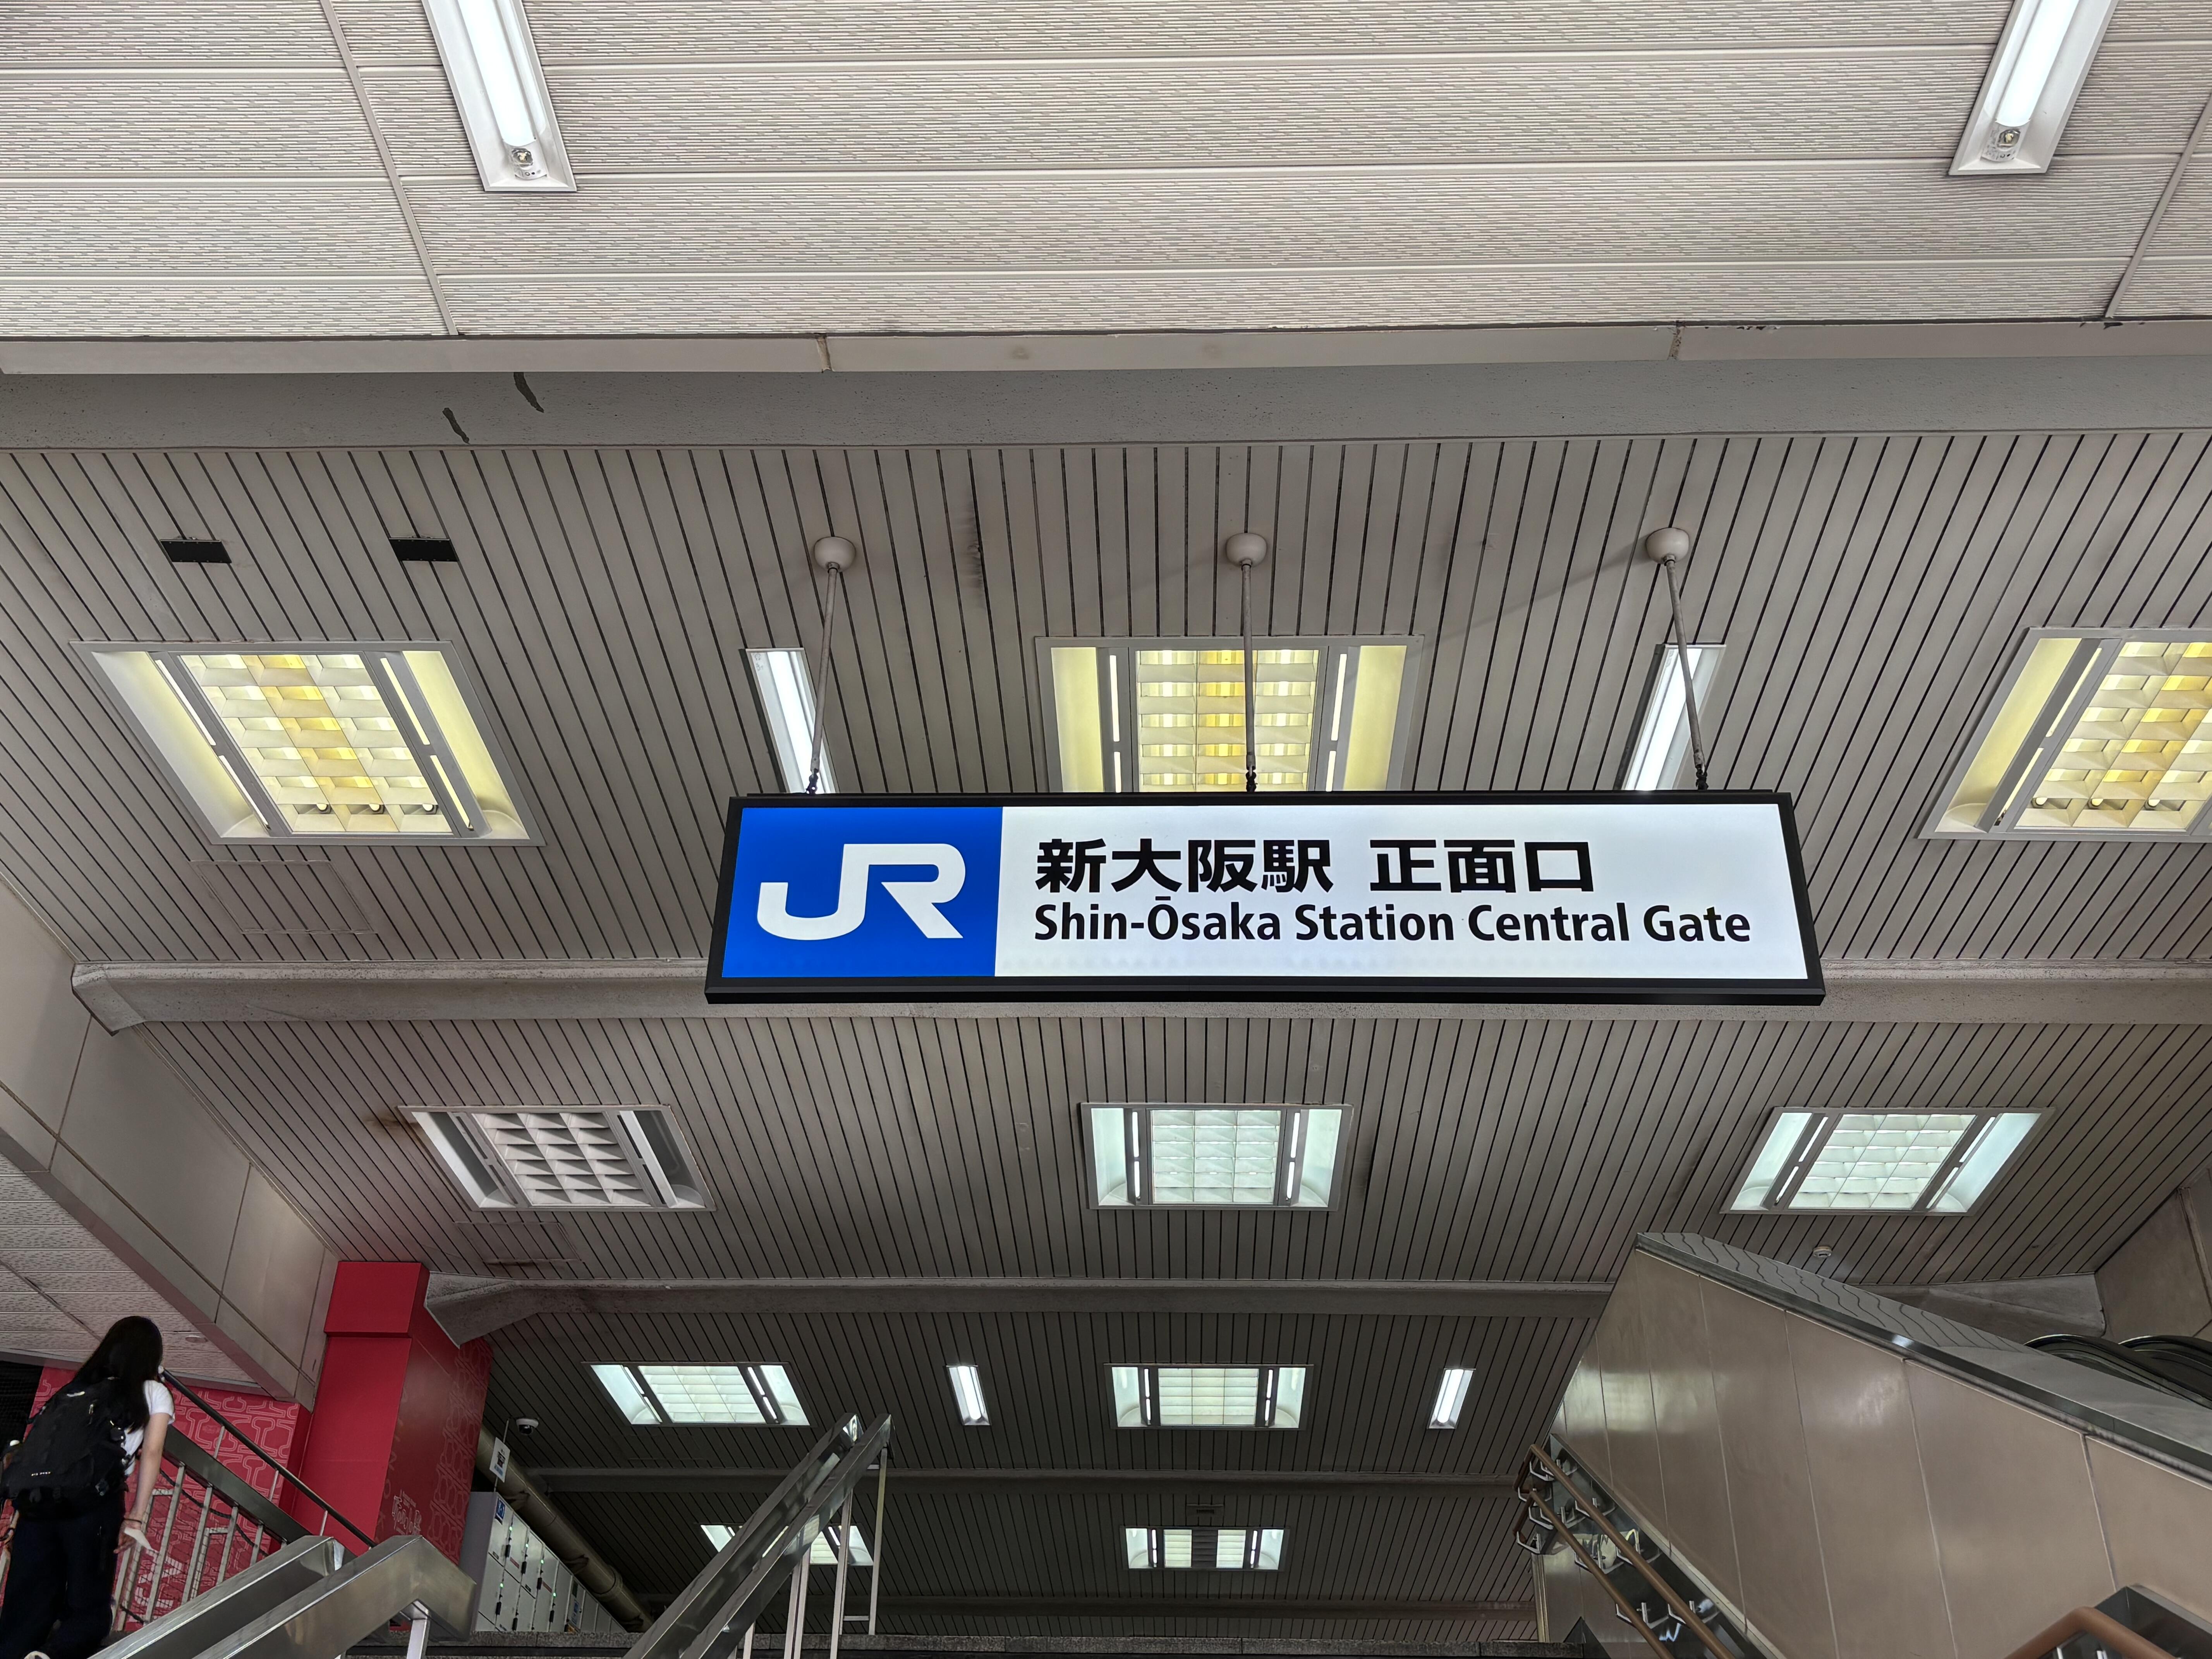 JR
新大阪駅 正面口
Shin-Ōsaka Station Central Gate